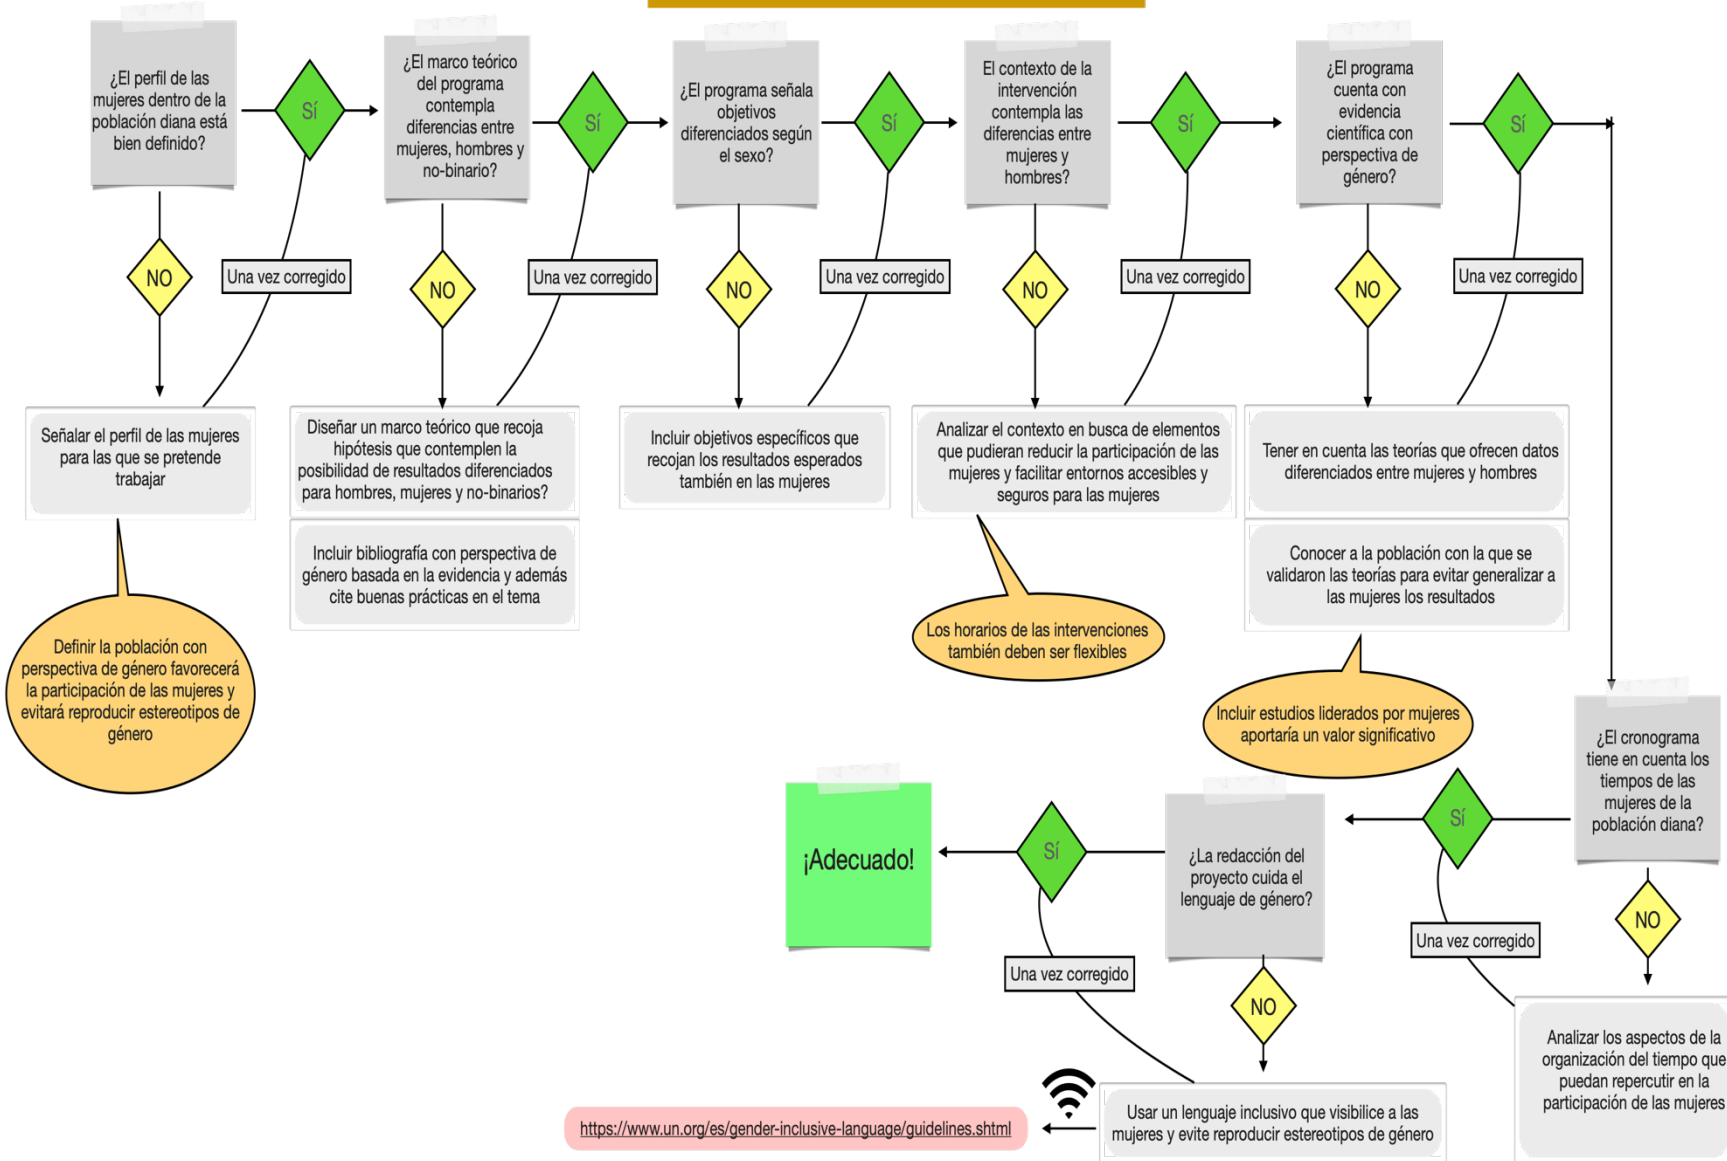 ¿El perfil de las
mujeres dentro de la
población diana está
bien definido?
Sí
¿El marco teórico
del programa
contempla
diferencias entre
mujeres, hombres y
no-binario?
Sí
¿El programa señala
objetivos
diferenciados según
el sexo?
Sí
El contexto de la
intervención
contempla las
diferencias entre
mujeres y
hombres?
Sí
¿El programa
cuenta con
evidencia
científica con
perspectiva de
género?
Sí
NO
Una vez corregido
NO
Una vez corregido
NO
Una vez corregido
NO
Una vez corregido
NO
Una vez corregido
Señalar el perfil de las mujeres
para las que se pretende
trabajar
Diseñar un marco teórico que recoja
hipótesis que contemplen la
posibilidad de resultados diferenciados
para hombres, mujeres y no-binarios?
Incluir bibliografía con perspectiva de
género basada en la evidencia y además
cite buenas prácticas en el tema
Incluir objetivos específicos que
recojan los resultados esperados
también en las mujeres
Analizar el contexto en busca de elementos
que pudieran reducir la participación de las
mujeres y facilitar entornos accesibles y
seguros para las mujeres
Tener en cuenta las teorías que ofrecen datos
diferenciados entre mujeres y hombres
Conocer a la población con la que se
validaron las teorías para evitar generalizar a
las mujeres los resultados
Definir la población con
perspectiva de género favorecerá
la participación de las mujeres y
evitará reproducir estereotipos de
género
Los horarios de las intervenciones
también deben ser flexibles
Incluir estudios liderados por mujeres
aportaría un valor significativo
¿El cronograma
tiene en cuenta los
tiempos de las
mujeres de la
población diana?
Sí
NO
Una vez corregido
Analizar los aspectos de la
organización del tiempo que
puedan repercutir en la
participación de las mujeres
¿La redacción del
proyecto cuida el
lenguaje de género?
Sí
¡Adecuado!
NO
Una vez corregido
Usar un lenguaje inclusivo que visibilice a las
mujeres y evite reproducir estereotipos de género
https://www.un.org/es/gender-inclusive-language/guidelines.shtml